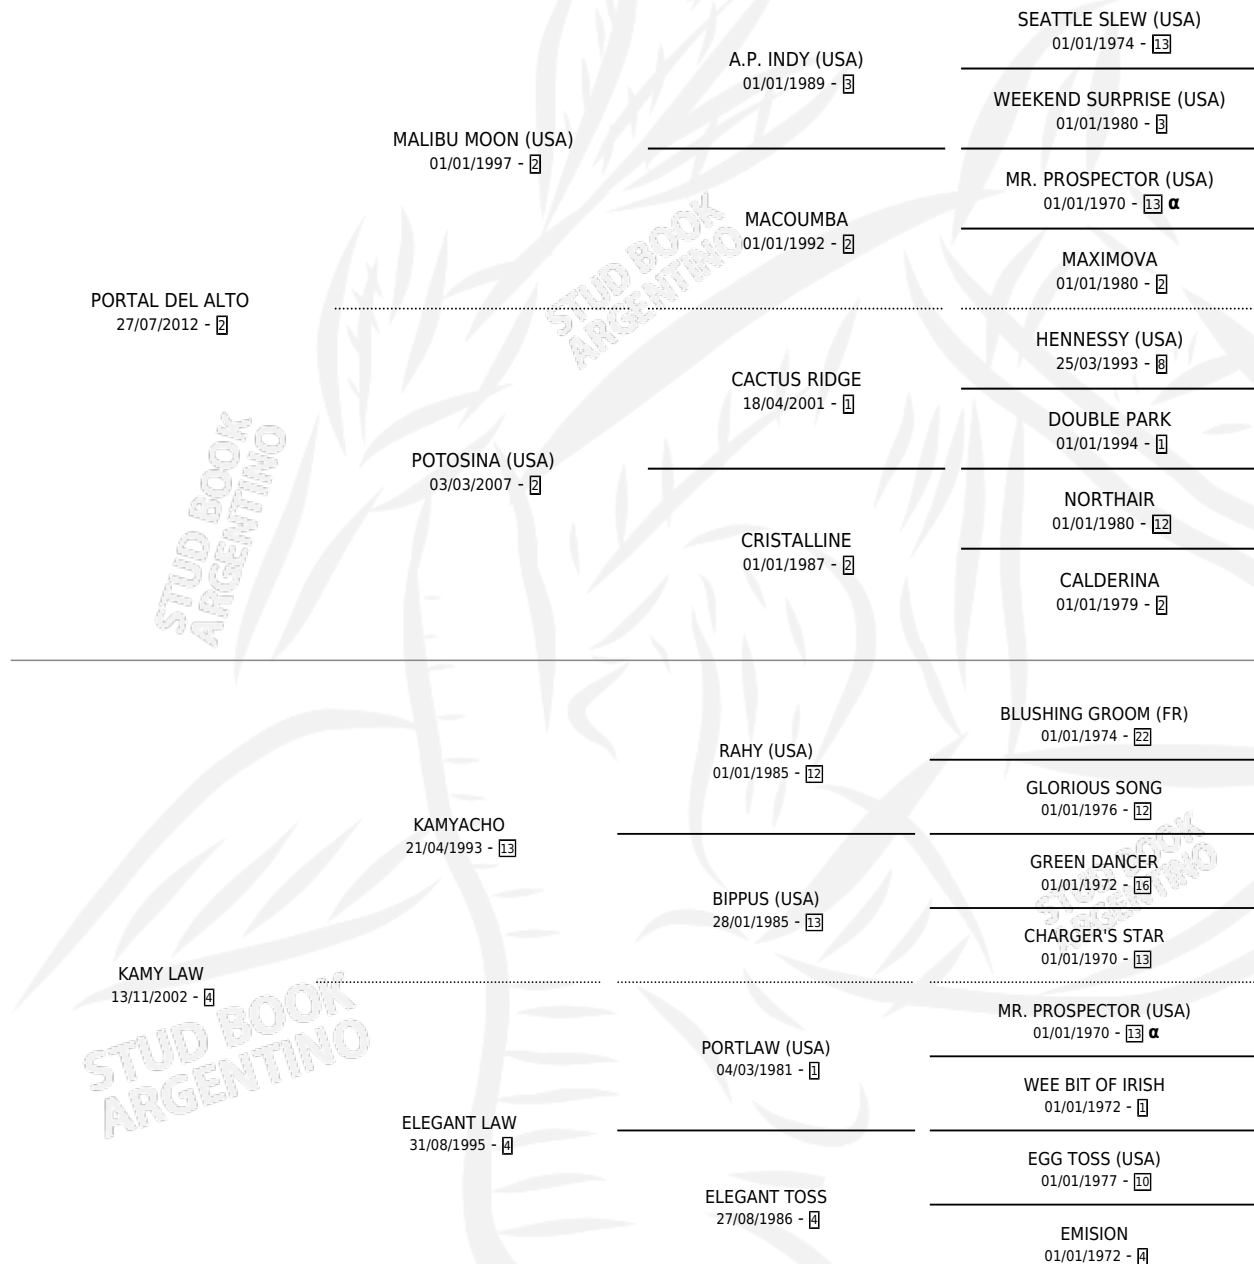 SEATTLE SLEW (USA)
01/01/1974 - 13
A.P. INDY (USA)
01/01/1989 - 3
WEEKEND SURPRISE (USA)
01/01/1980 - 3
MALIBU MOON (USA)
01/01/1997 - 2
MR. PROSPECTOR (USA)
01/01/1970 - 13 α
MACOUMBA
01/01/1992 - 2
MAXIMOVA
01/01/1980 - 2
PORTAL DEL ALTO
27/07/2012 - 2
HENNESSY (USA)
25/03/1993 - 8
CACTUS RIDGE
18/04/2001 - 1
DOUBLE PARK
01/01/1994 - 1
POTOSINA (USA)
03/03/2007 - 2
NORTHAIR
01/01/1980 - 12
CRISTALLINE
01/01/1987 - 2
CALDERINA
01/01/1979 - 2
BLUSHING GROOM (FR)
01/01/1974 - 22
RAHY (USA)
01/01/1985 - 12
GLORIOUS SONG
01/01/1976 - 12
KAMYACHO
21/04/1993 - 13
GREEN DANCER
01/01/1972 - 16
BIPPUS (USA)
28/01/1985 - 13
CHARGER'S STAR
01/01/1970 - 13
KAMY LAW
13/11/2002 - 4
MR. PROSPECTOR (USA)
01/01/1970 - 13 α
PORTLAW (USA)
04/03/1981 - 1
WEE BIT OF IRISH
01/01/1972 - 1
ELEGANT LAW
31/08/1995 - 4
EGG TOSS (USA)
01/01/1977 - 10
ELEGANT TOSS
27/08/1986 - 4
EMISION
01/01/1972 - 4
STUD BOOK
ARGENTINO
STUD BOOK
ARGENTINO
STUD BOOK
ARGENTINO
STUD BOOK
ARGENTINO